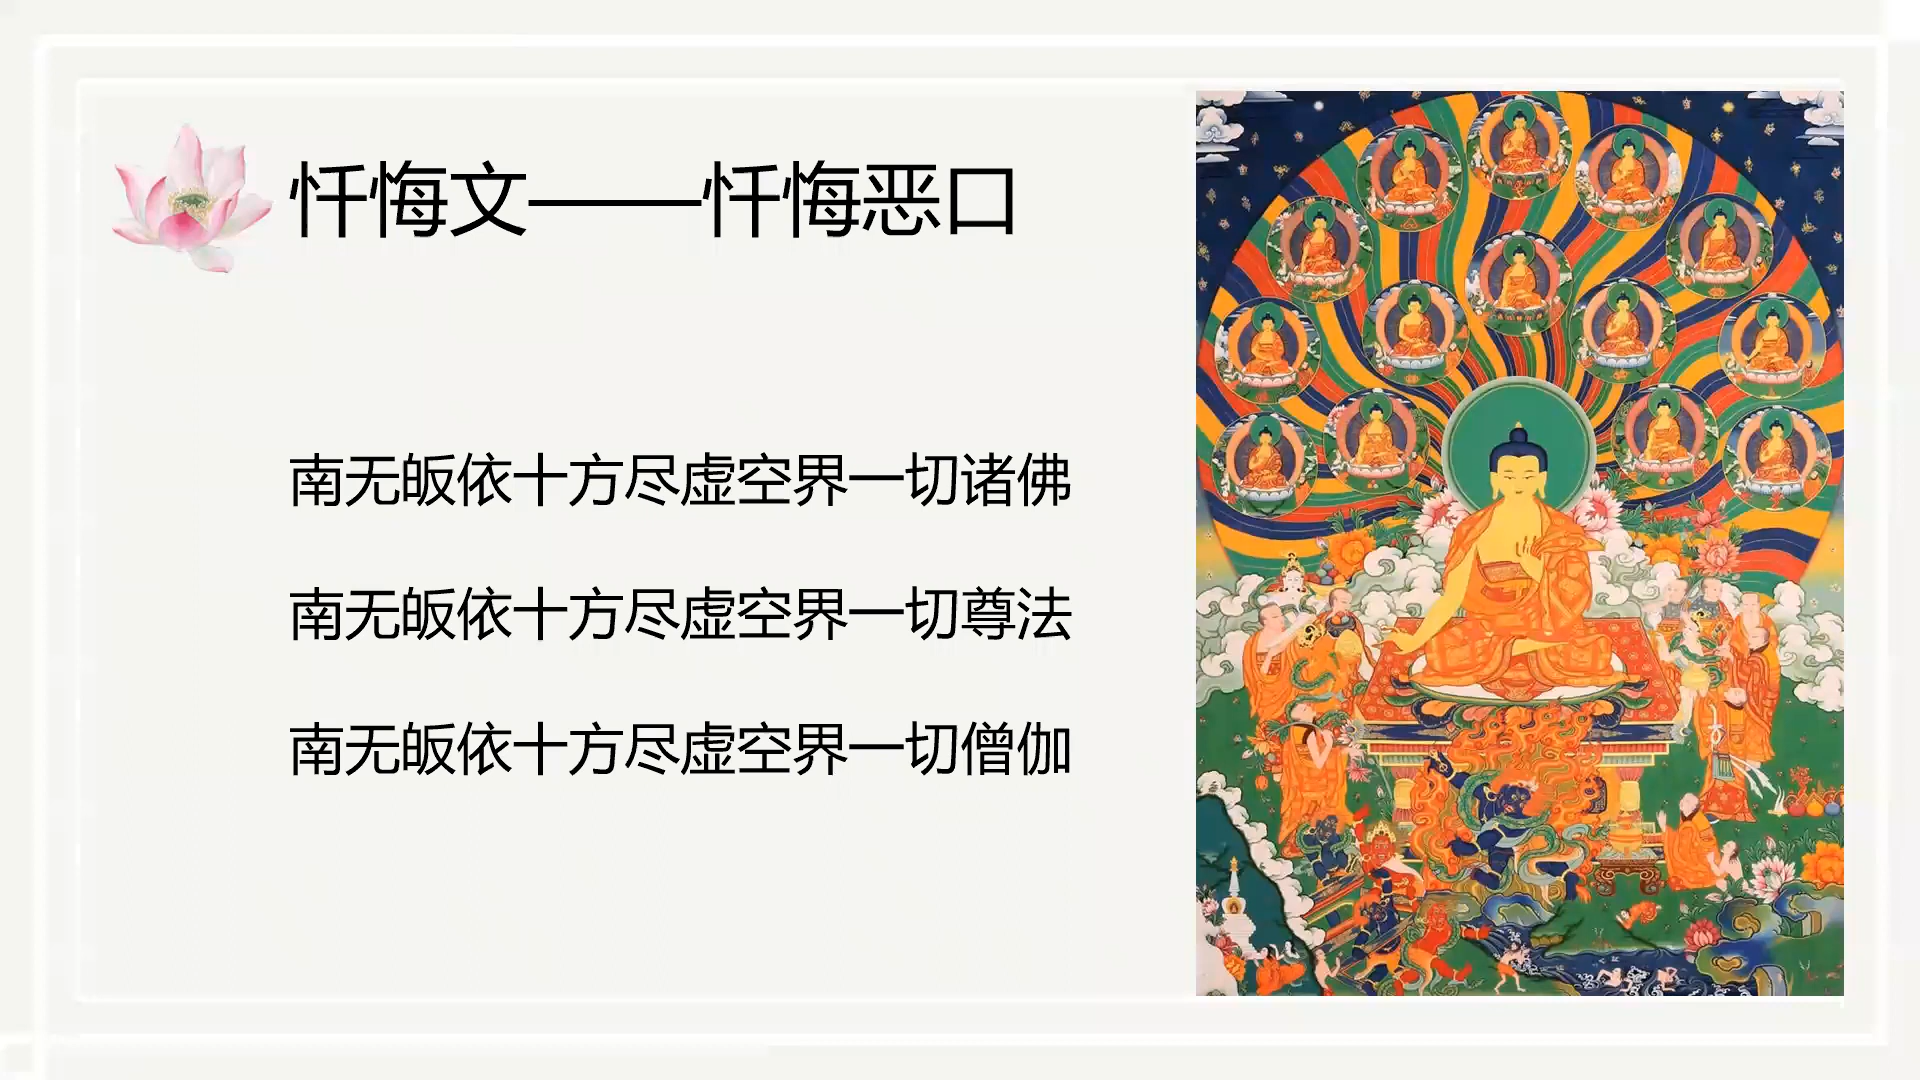 忏悔文——忏悔恶口
南无皈依十方尽虚空界一切诸佛
南无皈依十方尽虚空界一切尊法
南无皈依十方尽虚空界一切僧伽